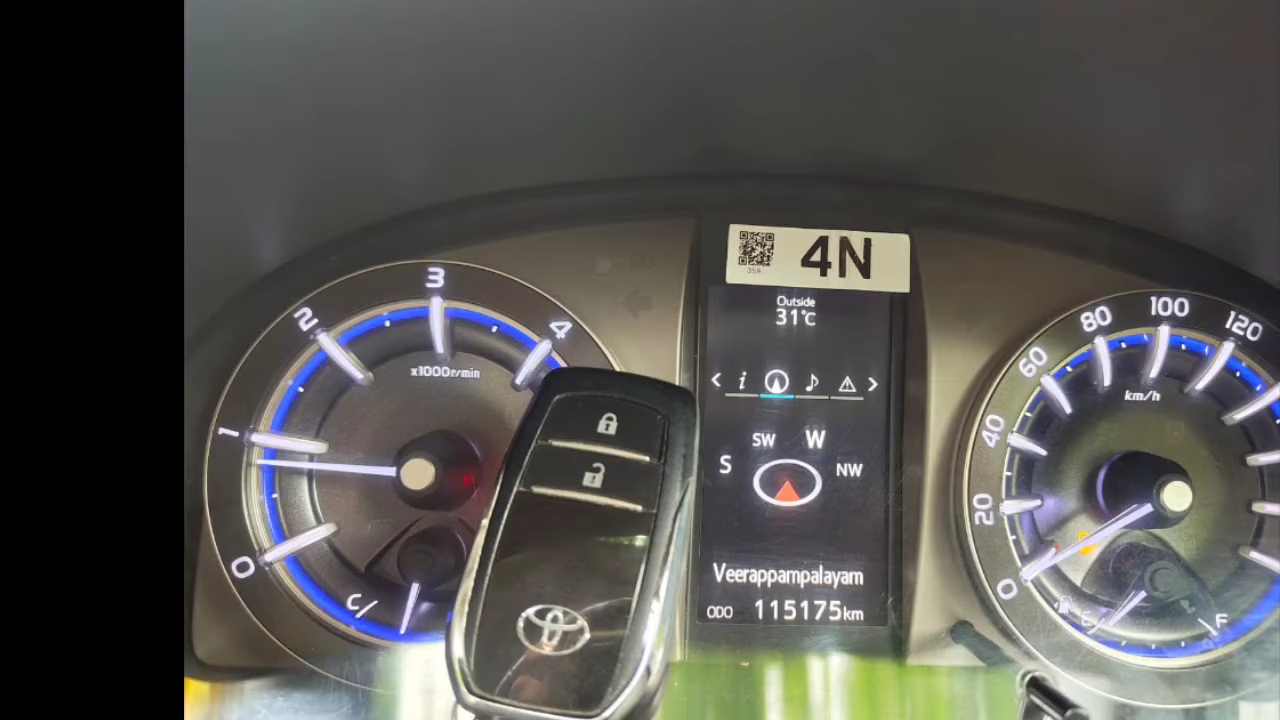 4N
359
Outside
31°C
i
SW W
S NW
Veerappampalayam
ODO 115175km
0 1 2 3 4
x1000r/min
C
0 20 40 60 80 100 120
km/h
E F